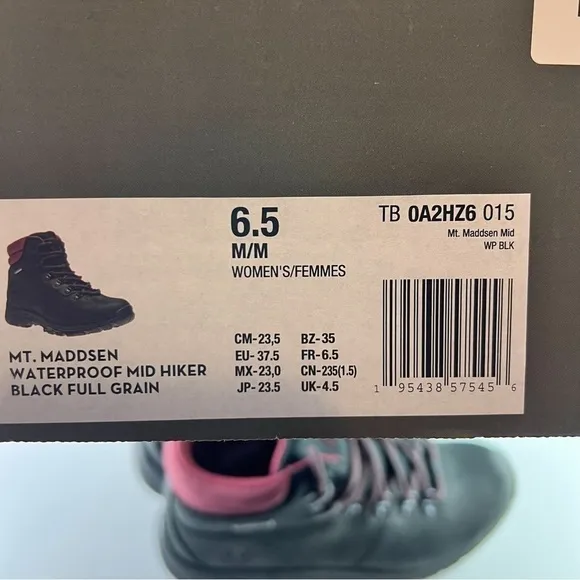 6.5
M/M
WOMEN'S/FEMMES
TB 0A2HZ6 015
Mt. Maddsen Mid
WP BLK
CM-23,5 BZ-35
EU-37.5 FR-6.5
MX-23,0 CN-235(1.5)
JP-23.5 UK-4.5
MT. MADDSEN
WATERPROOF MID HIKER
BLACK FULL GRAIN
1 95438 57545 6